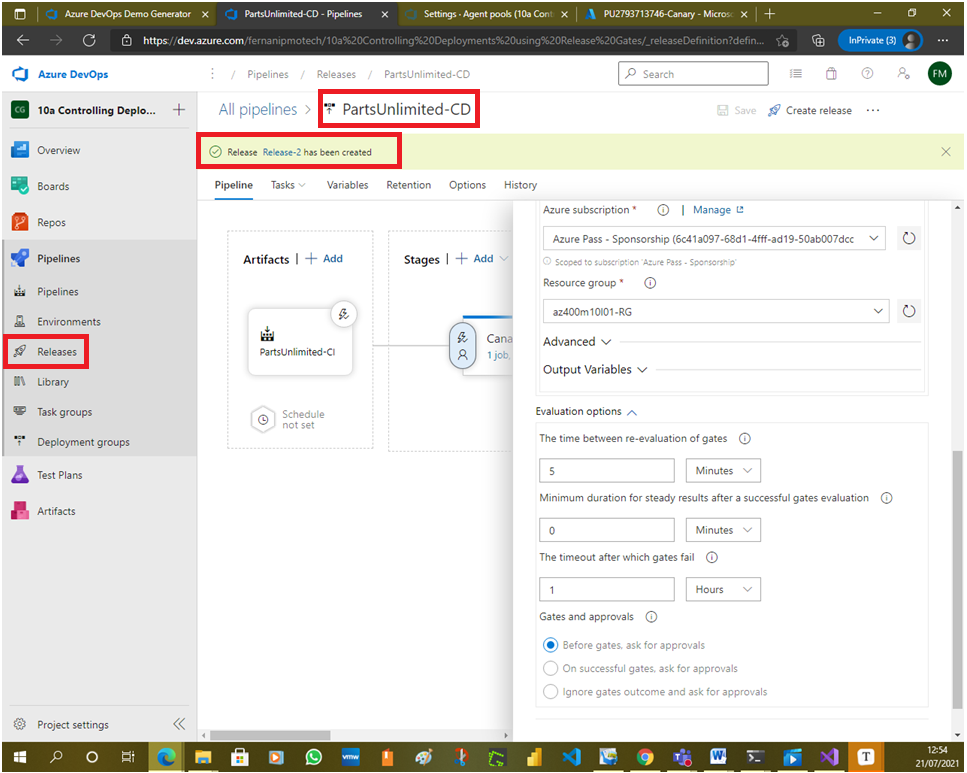 Azure DevOps Demo Generator
PartsUnlimited-CD - Pipelines
Settings · Agent pools (10a Cont
PU2793713746-Canary - Micros
https://dev.azure.com/fernanipmotech/10a%20Controlling%20Deployments%20using%20Release%20Gates/_releaseDefinition?defin...
InPrivate (3)
Azure DevOps
/ Pipelines / Releases / PartsUnlimited-CD
Search
FM
CG
10a Controlling Deplo...
All pipelines > PartsUnlimited-CD
Save
Create release
Release Release-2 has been created
Overview
Boards
Repos
Pipelines
Pipelines
Environments
Releases
Library
Task groups
Deployment groups
Test Plans
Artifacts
Project settings
Pipeline Tasks Variables Retention Options History
Artifacts | + Add
Stages | + Add
PartsUnlimited-CI
Schedule
not set
Cana
1 job,
Azure subscription * | Manage
Azure Pass - Sponsorship (6c41a097-68d1-4fff-ad19-50ab007dcc
Scoped to subscription 'Azure Pass - Sponsorship'
Resource group *
az400m10l01-RG
Advanced
Output Variables
Evaluation options
The time between re-evaluation of gates
5 Minutes
Minimum duration for steady results after a successful gates evaluation
0 Minutes
The timeout after which gates fail
1 Hours
Gates and approvals
Before gates, ask for approvals
On successful gates, ask for approvals
Ignore gates outcome and ask for approvals
vmw
T
12:54
21/07/2021